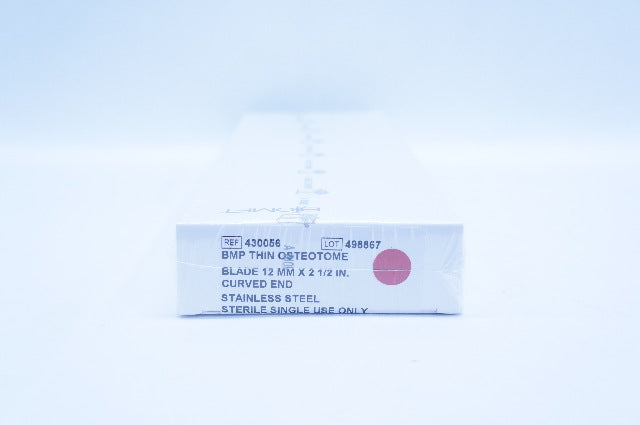 REF 430056 LOT 498867
BMP THIN OSTEOTOME
BLADE 12 MM X 2 1/2 IN.
CURVED END
STAINLESS STEEL
STERILE SINGLE USE ONLY